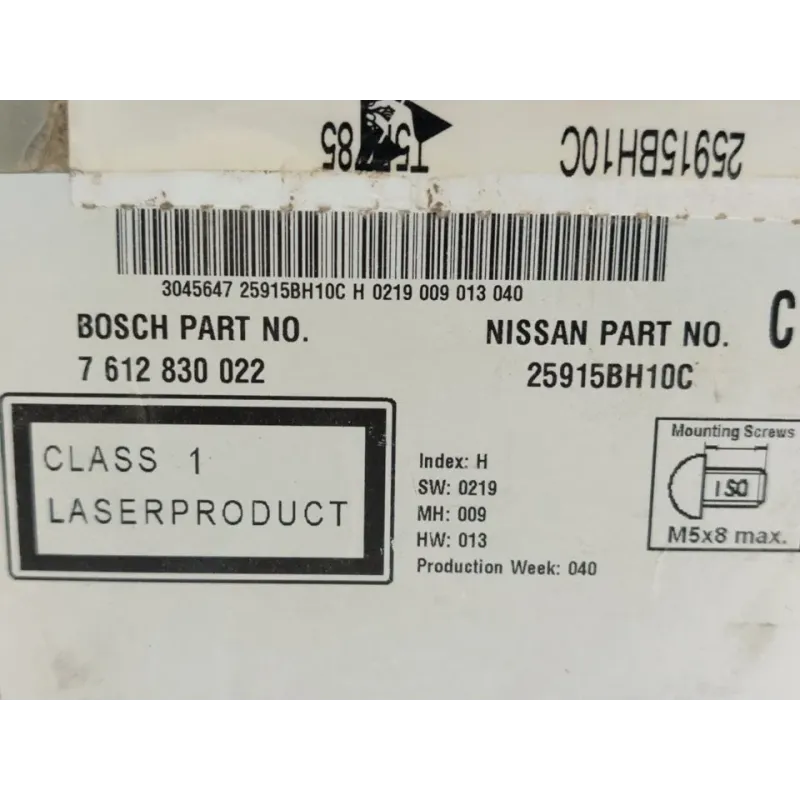 25915BH10C
3045647 25915BH10C H 0219 009 013 040
BOSCH PART NO.
7 612 830 022
NISSAN PART NO.
25915BH10C
C
CLASS 1
LASERPRODUCT
Index: H
SW: 0219
MH: 009
HW: 013
Production Week: 040
Mounting Screws
ISO
M5x8 max.